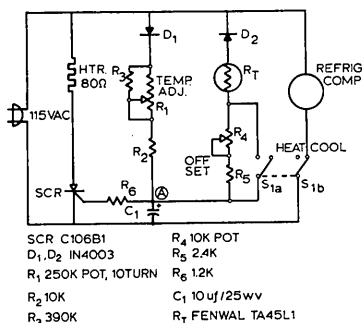 D1
D2
REFRIG
COMP
HTR.
80Ω
R3
TEMP.
ADJ.
R1
RT
115VAC
R4
HEAT COOL
R2
OFF
SET
R5
S1a
S1b
SCR
R6
A
C1
+
SCR C106B1
D1, D2 IN4003
R1 250K POT, 10TURN
R2 10K
R3 390K
R4 10K POT
R5 2.4K
R6 1.2K
C1 10uf/25wv
RT FENWAL TA45L1